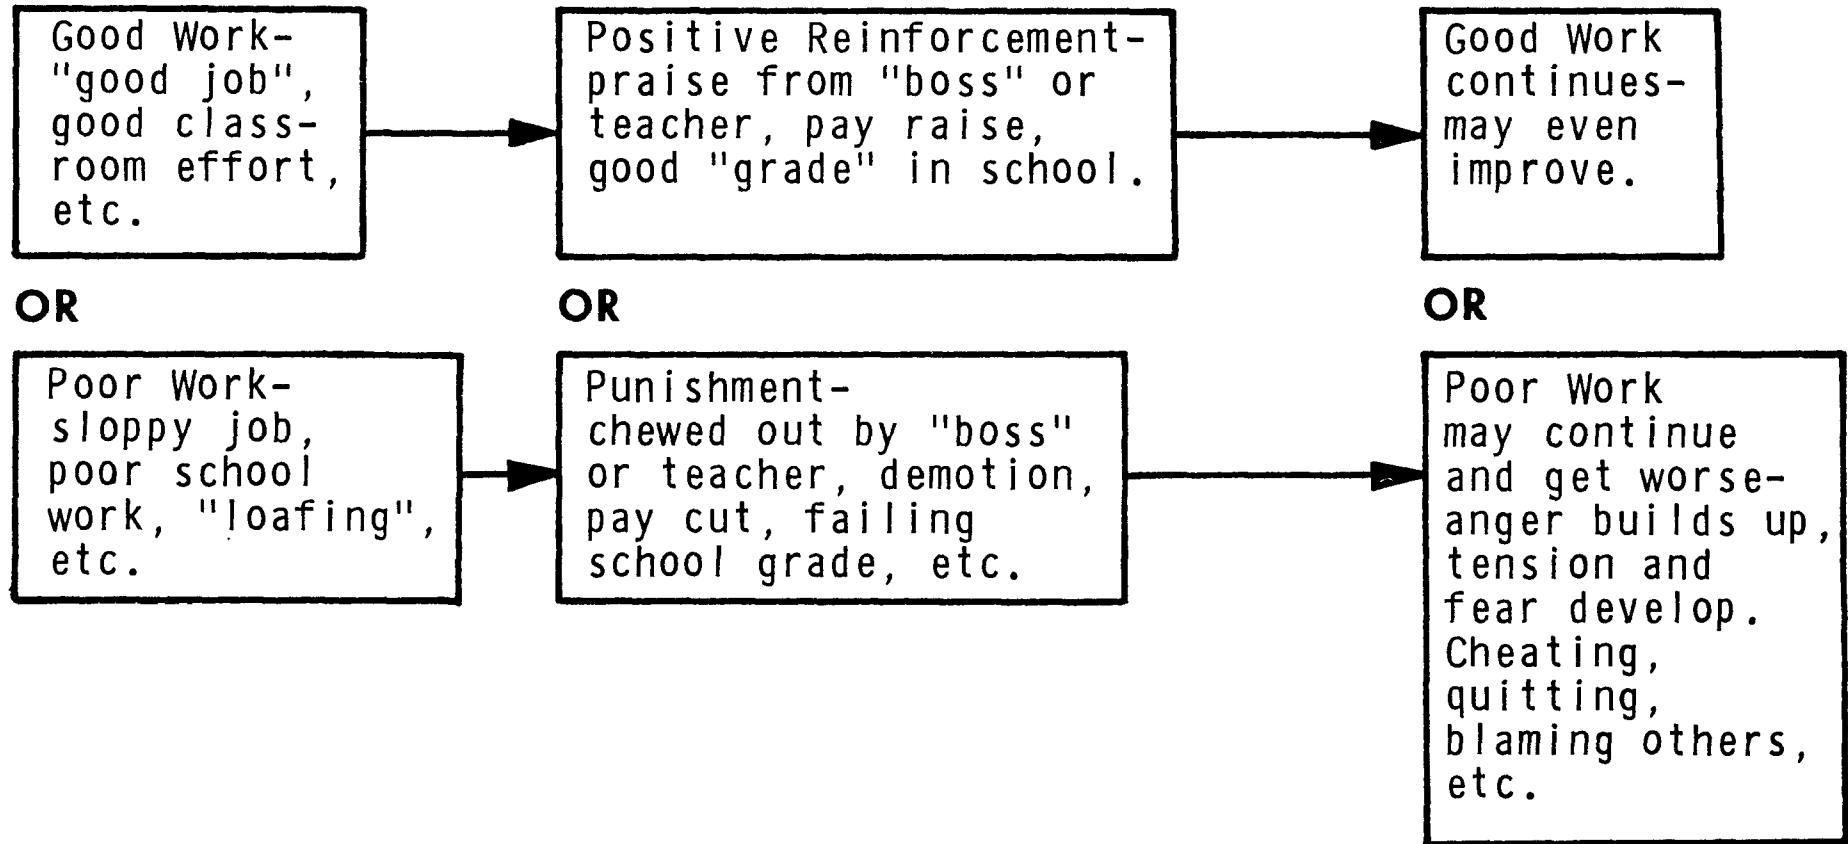 Good Work-
"good job",
good class-
room effort,
etc.
Positive Reinforcement-
praise from "boss" or
teacher, pay raise,
good "grade" in school.
Good Work
continues-
may even
improve.
OR
OR
OR
Poor Work-
sloppy job,
poor school
work, "loafing",
etc.
Punishment-
chewed out by "boss"
or teacher, demotion,
pay cut, failing
school grade, etc.
Poor Work
may continue
and get worse-
anger builds up,
tension and
fear develop.
Cheating,
quitting,
blaming others,
etc.